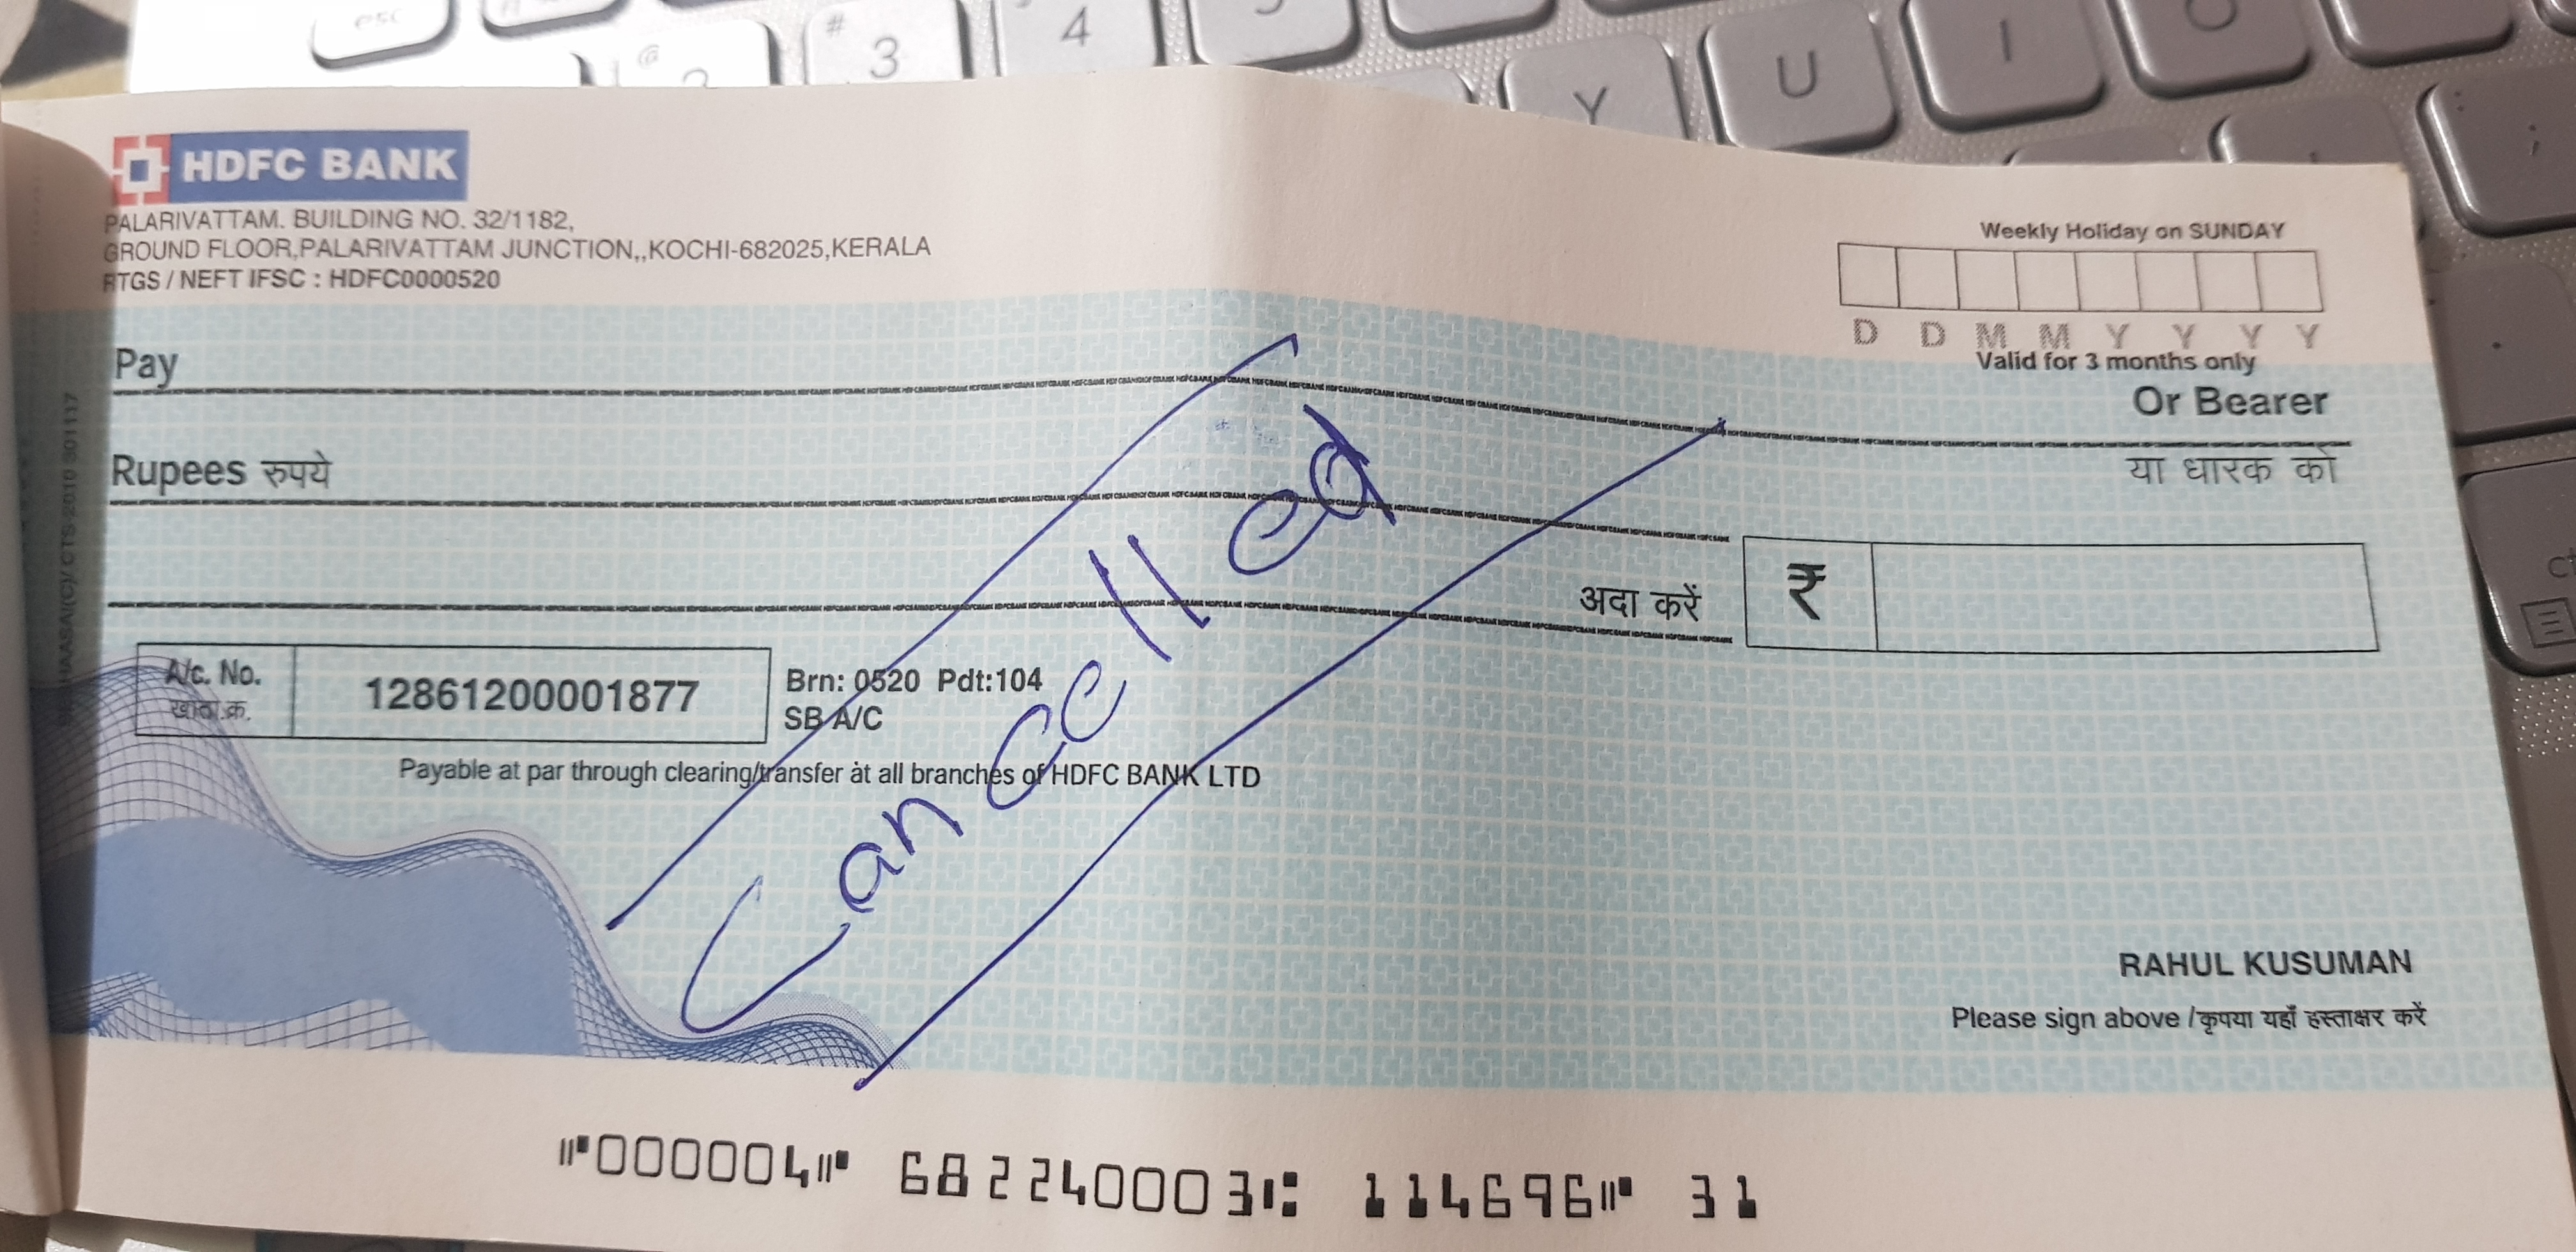 HDFC BANK
PALARIVATTAM. BUILDING NO. 32/1182,
GROUND FLOOR,PALARIVATTAM JUNCTION,,KOCHI-682025,KERALA
RTGS / NEFT IFSC : HDFC0000520
Weekly Holiday on SUNDAY
D D M M Y Y Y Y
Valid for 3 months only
Pay
Or Bearer
या धारक को
Rupees रुपये
अदा करें
₹
A/c. No.
खाता क्र.
12861200001877
Brn: 0520 Pdt:104
SB A/C
Payable at par through clearing/transfer at all branches of HDFC BANK LTD
Cancelled
RAHUL KUSUMAN
Please sign above / कृपया यहाँ हस्ताक्षर करें
⑈000004⑈ 682240003⑆ 114696⑈ 31
CTS-2010 301117
esc
@
2
#
3
4
Y
U
I
O
;